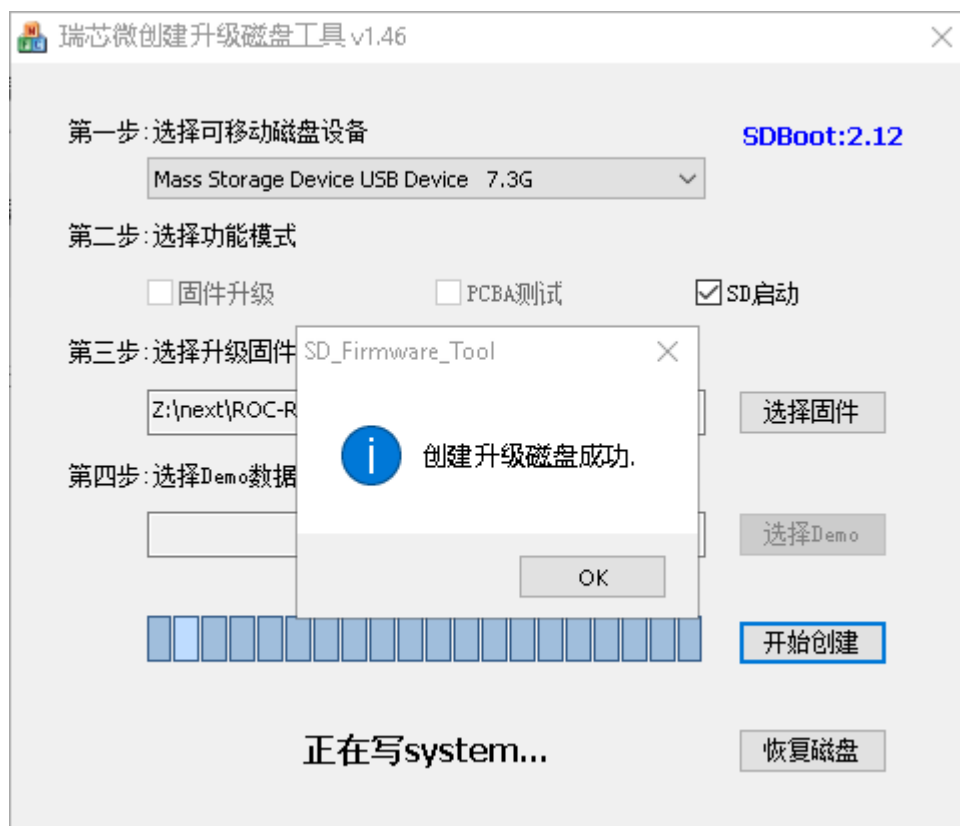 瑞芯微创建升级磁盘工具 v1.46
第一步:选择可移动磁盘设备
SDBoot:2.12
Mass Storage Device USB Device 7.3G
第二步:选择功能模式
固件升级
PCBA测试
SD启动
第三步:选择升级固件
SD_Firmware_Tool
Z:\next\ROC-R
选择固件
创建升级磁盘成功.
第四步:选择Demo数据
选择Demo
OK
开始创建
正在写system...
恢复磁盘